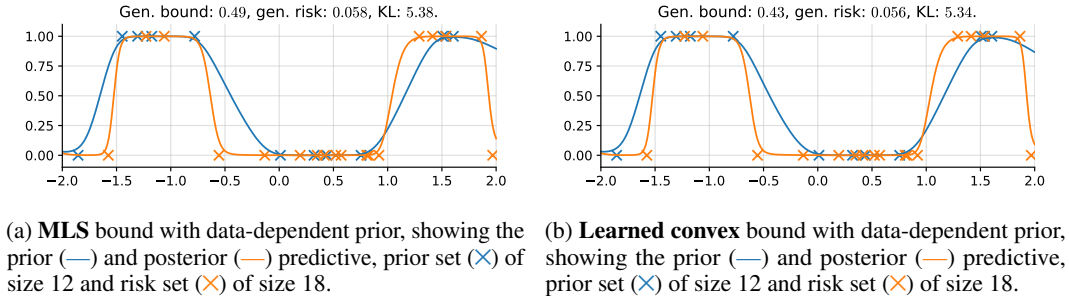 Gen. bound: 0.49, gen. risk: 0.058, KL: 5.38.
1.00
0.75
0.50
0.25
0.00
−2.0 −1.5 −1.0 −0.5 0.0 0.5 1.0 1.5 2.0
(a) MLS bound with data-dependent prior, showing the
prior (—) and posterior (—) predictive, prior set (×) of
size 12 and risk set (×) of size 18.
Gen. bound: 0.43, gen. risk: 0.056, KL: 5.34.
1.00
0.75
0.50
0.25
0.00
−2.0 −1.5 −1.0 −0.5 0.0 0.5 1.0 1.5 2.0
(b) Learned convex bound with data-dependent prior,
showing the prior (—) and posterior (—) predictive,
prior set (×) of size 12 and risk set (×) of size 18.